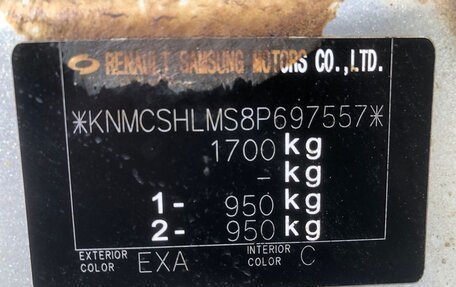 RENAULT SAMSUNG MOTORS CO.,LTD.
*KNMCSHLMS8P697557*
1700 kg
- kg
1- 950 kg
2- 950 kg
EXTERIOR COLOR EXA INTERIOR COLOR C